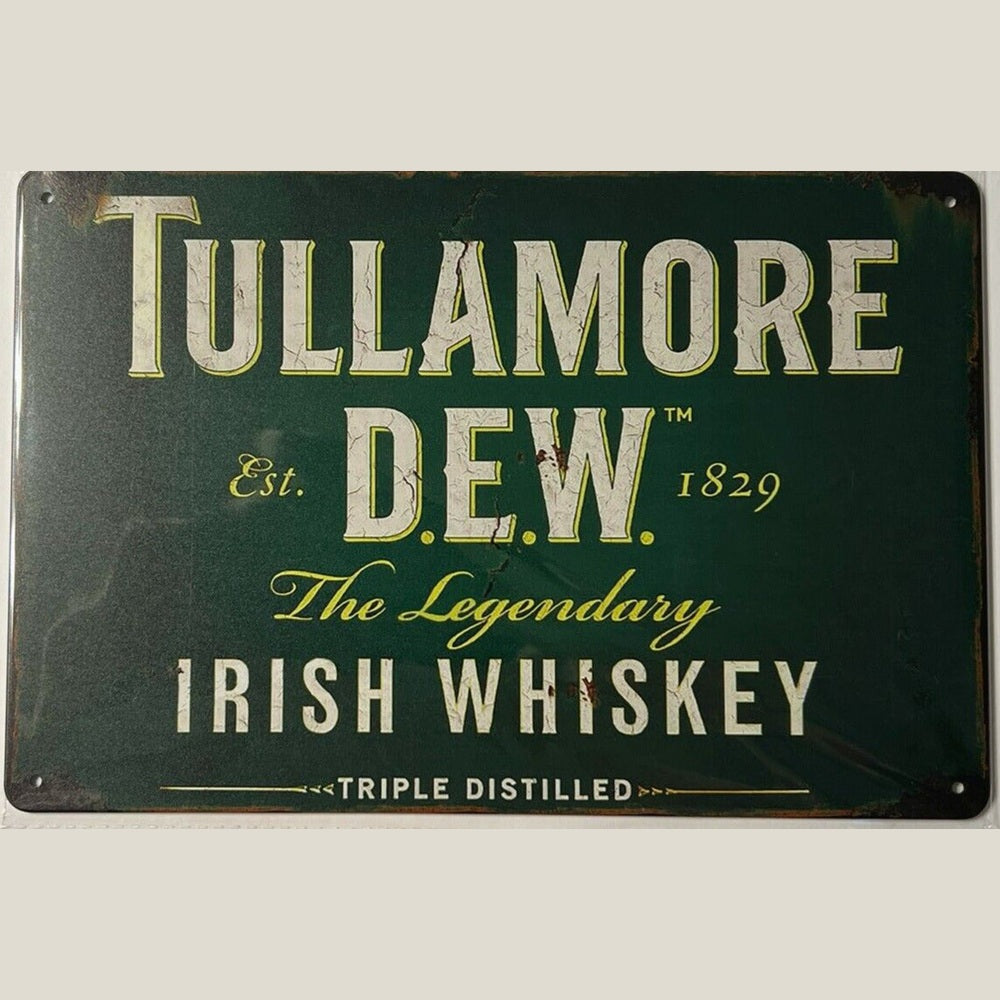 TULLAMORE
D.E.W.™
Est. 1829
The Legendary
IRISH WHISKEY
TRIPLE DISTILLED